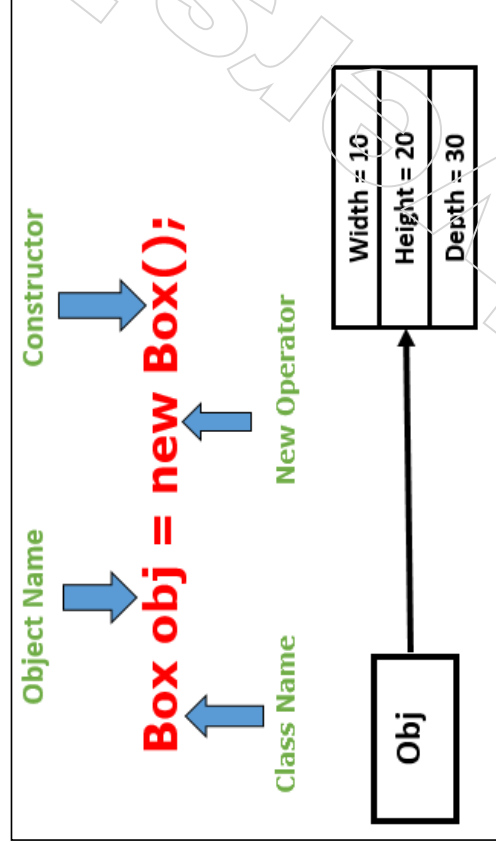 Object Name Constructor
Box obj = new Box();
Class Name New Operator
Obj
Width = 10
Height = 20
Depth = 30